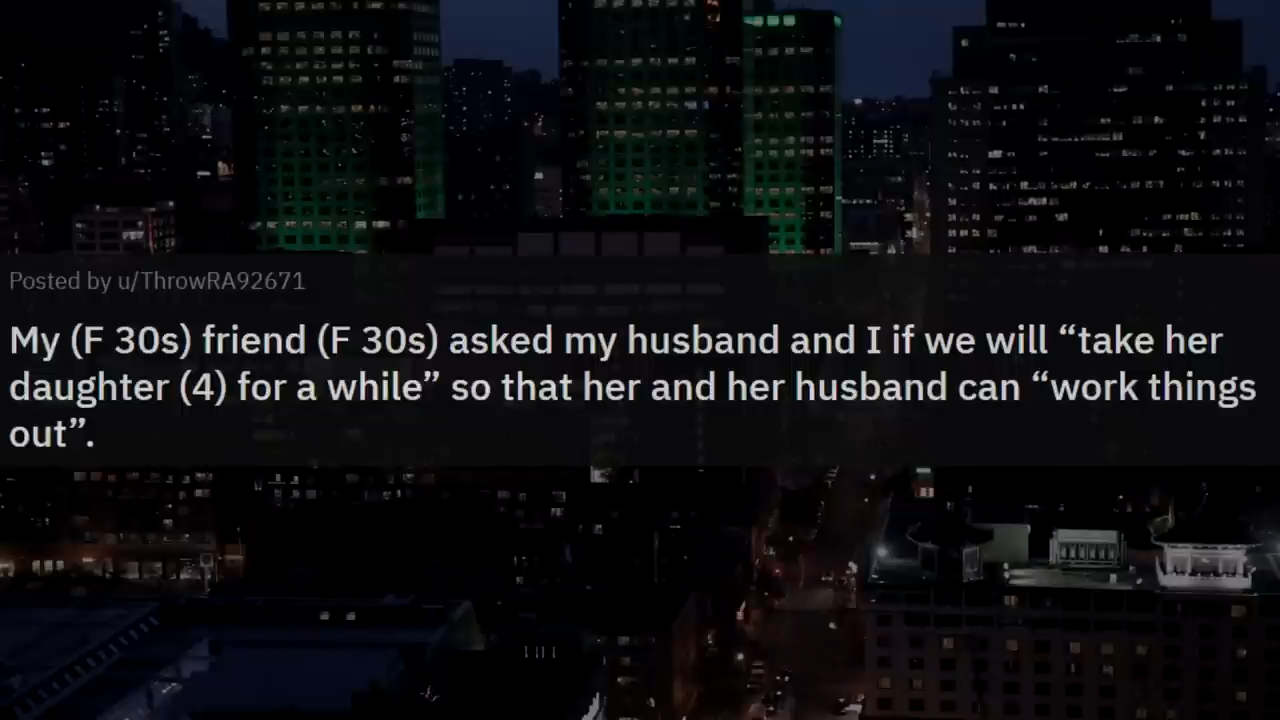 Posted by u/ThrowRA92671
My (F 30s) friend (F 30s) asked my husband and I if we will “take her
daughter (4) for a while” so that her and her husband can “work things
out”.